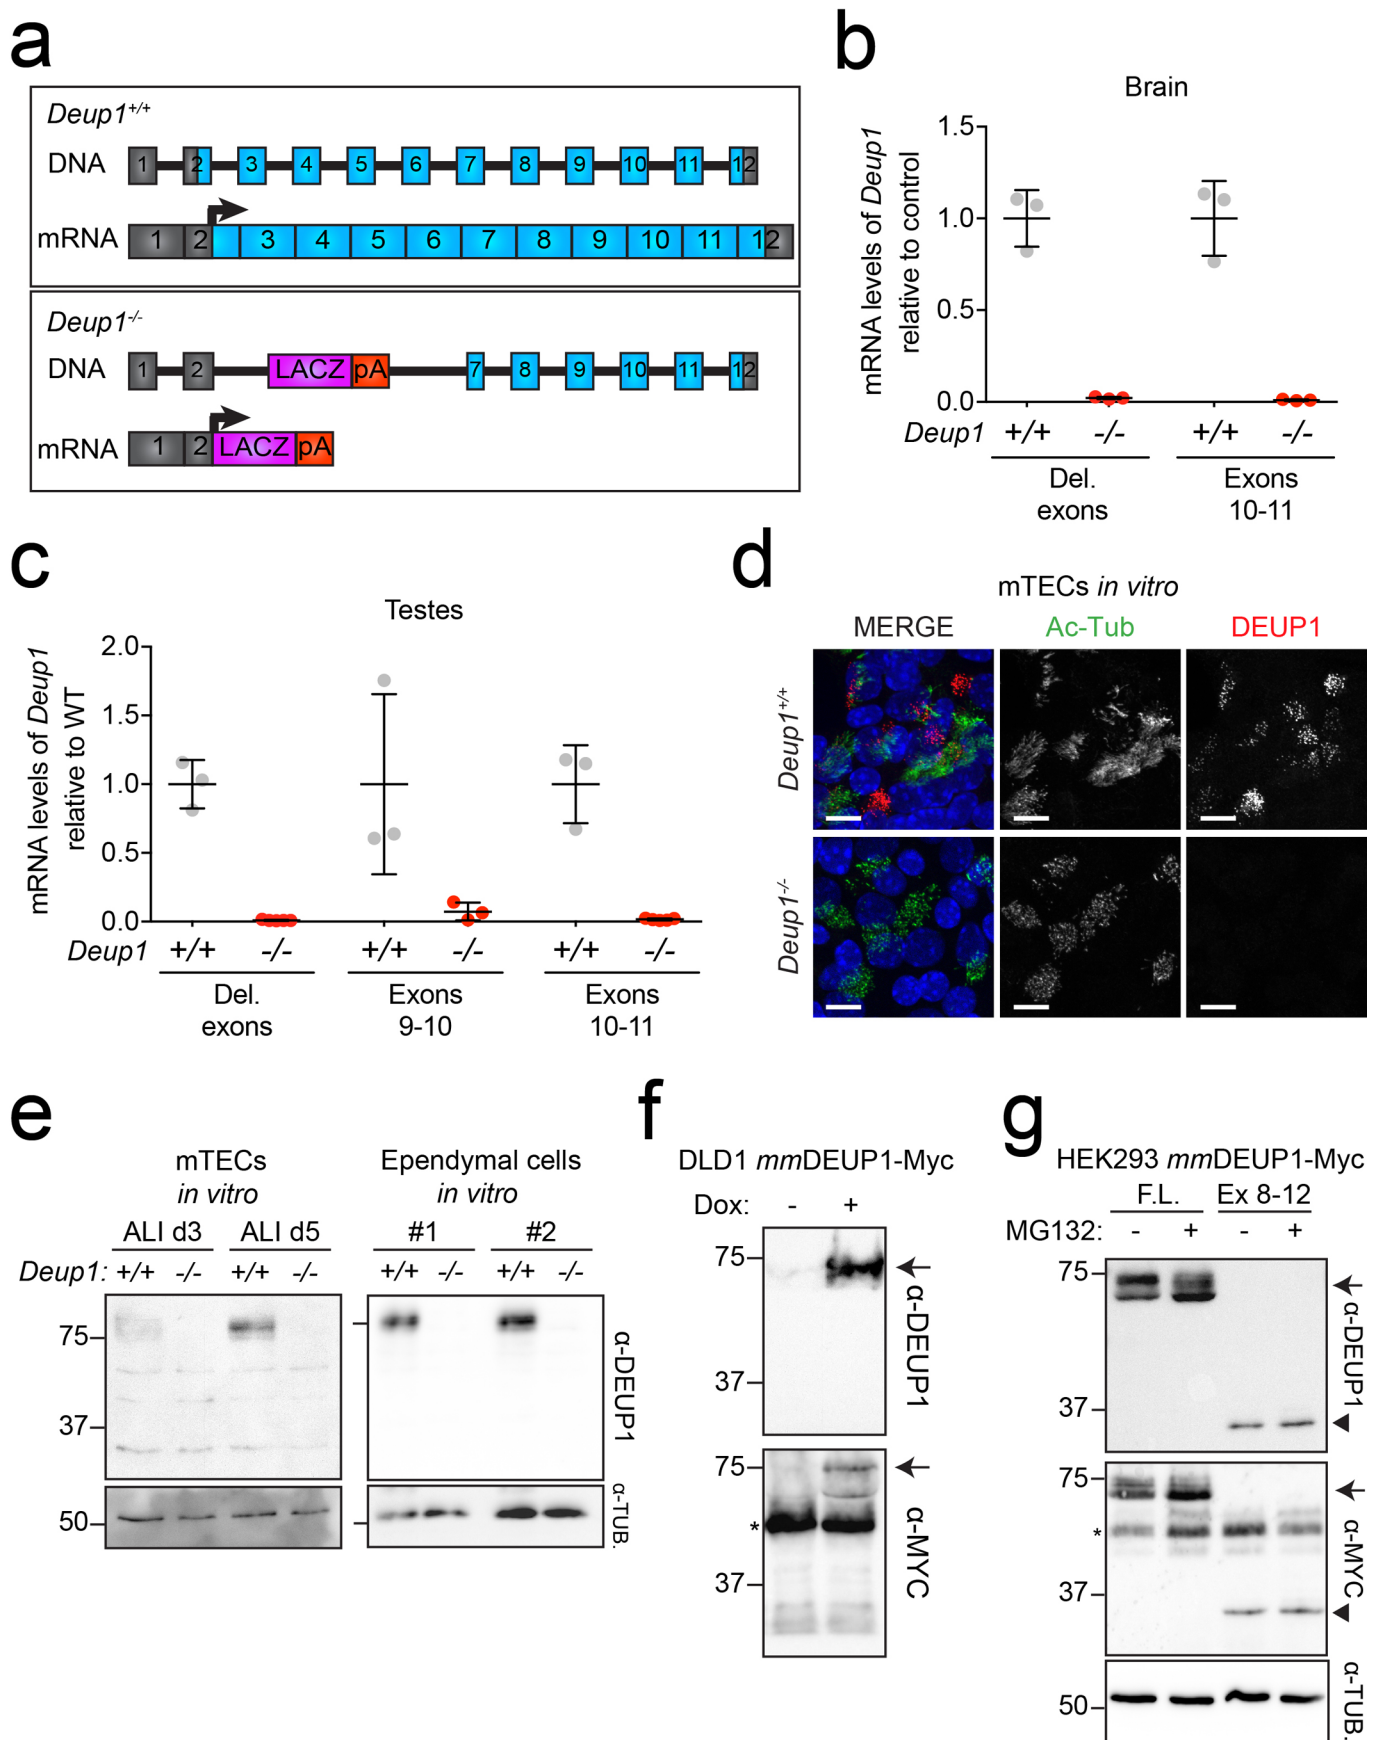 a
Deup1+/+
DNA 1 2 3 4 5 6 7 8 9 10 11 12
mRNA 1 2 3 4 5 6 7 8 9 10 11 12
Deup1-/-
DNA 1 2 LACZ pA 7 8 9 10 11 12
mRNA 1 2 LACZ pA
b
Brain
mRNA levels of Deup1
relative to control
1.5
1.0
0.5
0.0
Deup1 +/+ -/- +/+ -/-
Del. Exons
exons 10-11
c
Testes
mRNA levels of Deup1
relative to WT
2.0
1.5
1.0
0.5
0.0
Deup1 +/+ -/- +/+ -/- +/+ -/-
Del. Exons Exons
exons 9-10 10-11
d
mTECs in vitro
MERGE Ac-Tub DEUP1
Deup1+/+
Deup1-/-
e
mTECs Ependymal cells
in vitro in vitro
ALI d3 ALI d5 #1 #2
Deup1: +/+ -/- +/+ -/- +/+ -/- +/+ -/-
75
37
α-DEUP1
50
α-TUB.
f
DLD1 mmDEUP1-Myc
Dox: - +
75
37
α-DEUP1
75
*
37
α-MYC
g
HEK293 mmDEUP1-Myc
F.L. Ex 8-12
MG132: - + - +
75
37
α-DEUP1
75
*
37
α-MYC
50
α-TUB.